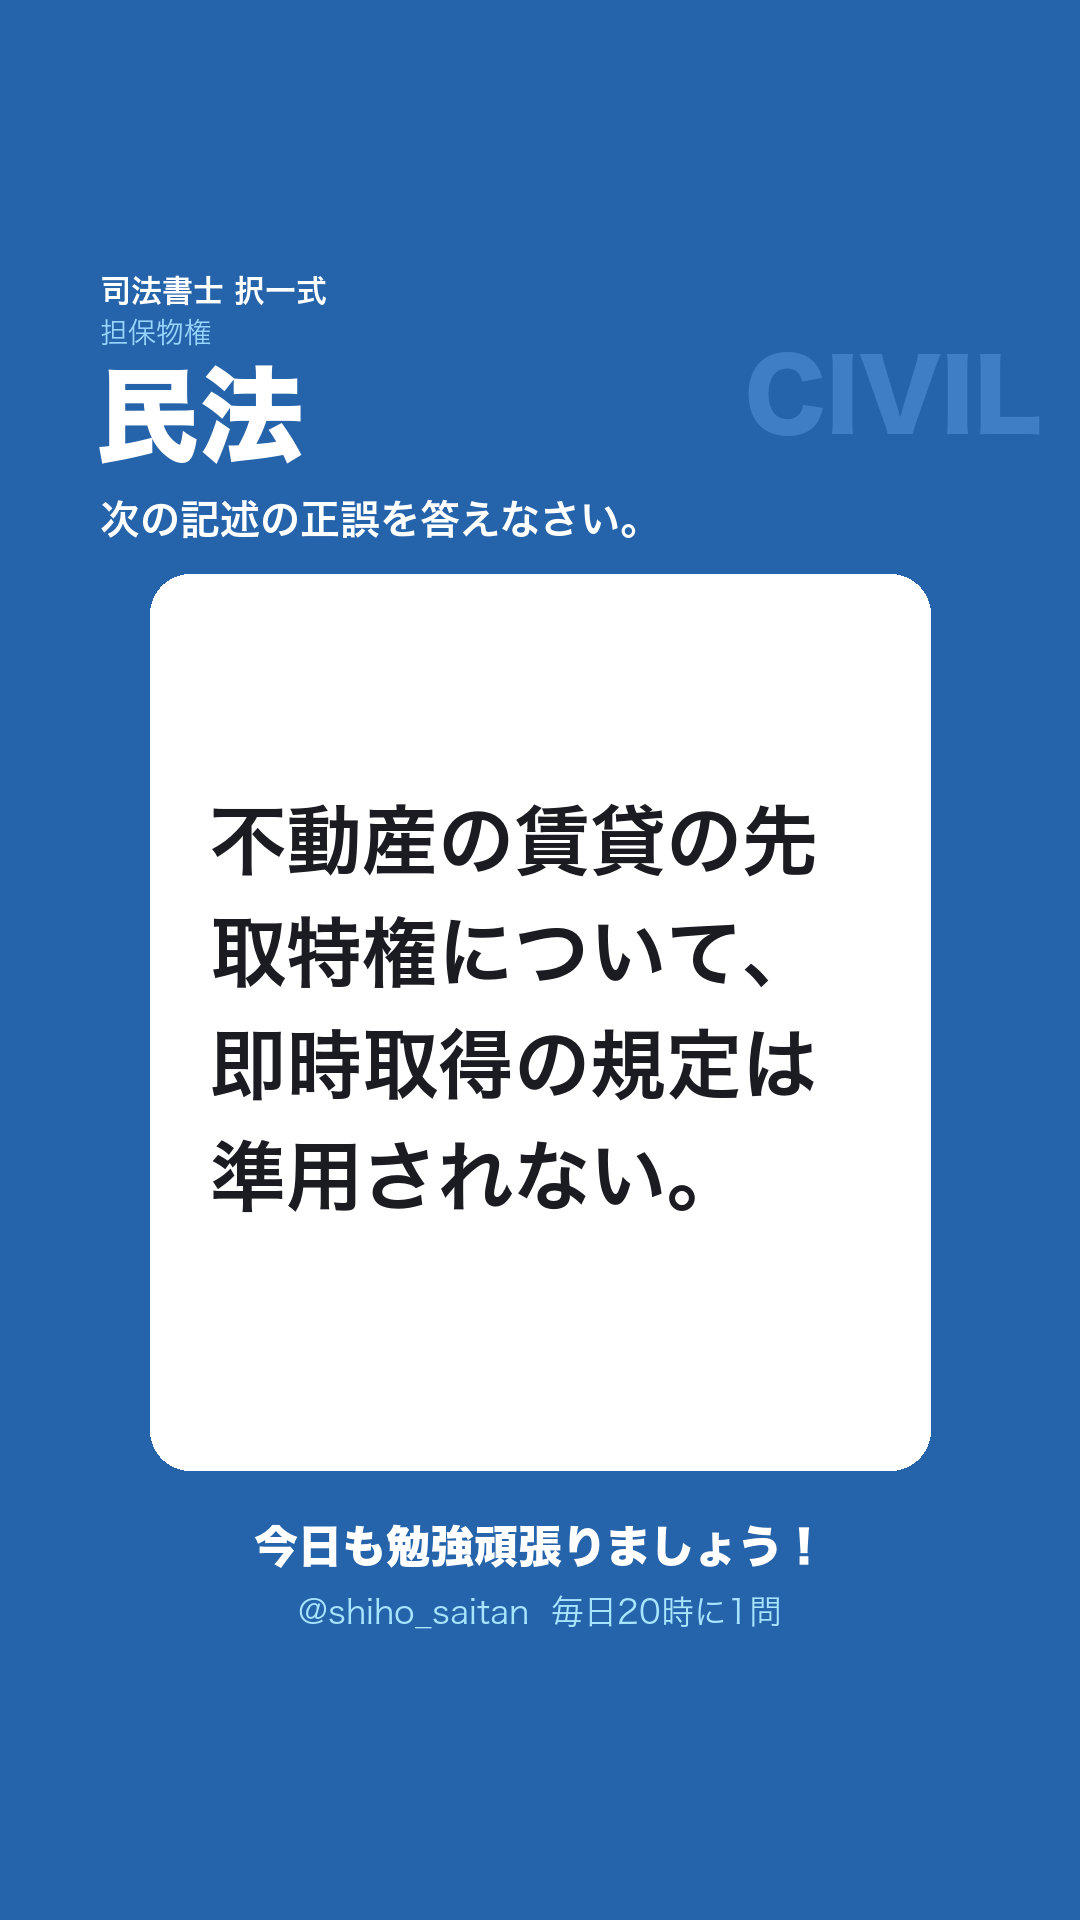 司法書士 択一式
担保物権
民法
CIVIL
次の記述の正誤を答えなさい。
不動産の賃貸の先
取特権について、
即時取得の規定は
準用されない。
今日も勉強頑張りましょう！
@shiho_saitan 毎日20時に1問